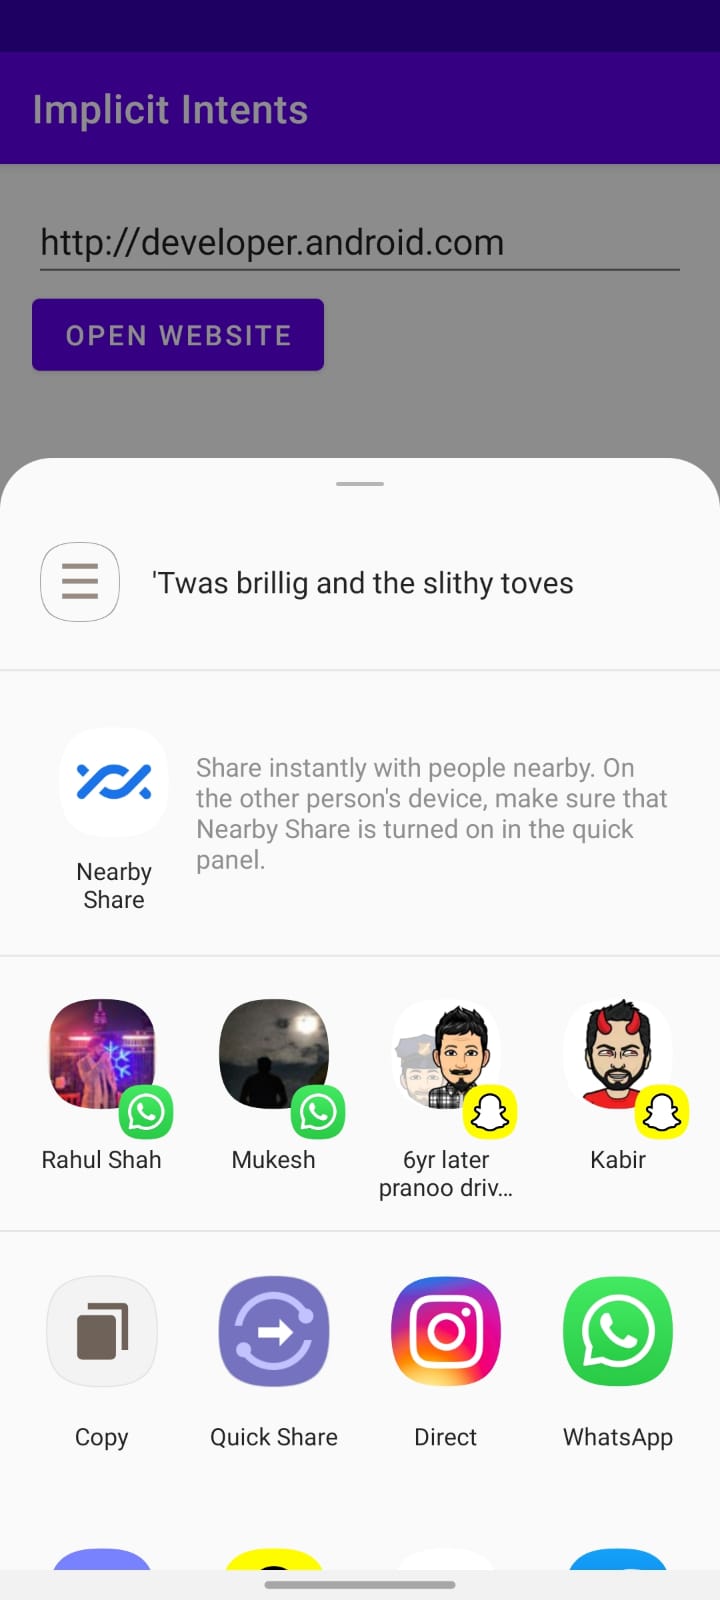 Implicit Intents
http://developer.android.com
OPEN WEBSITE
'Twas brillig and the slithy toves
Share instantly with people nearby. On
the other person's device, make sure that
Nearby Share is turned on in the quick
panel.
Nearby
Share
Rahul Shah
Mukesh
6yr later
pranoo driv...
Kabir
Copy
Quick Share
Direct
WhatsApp